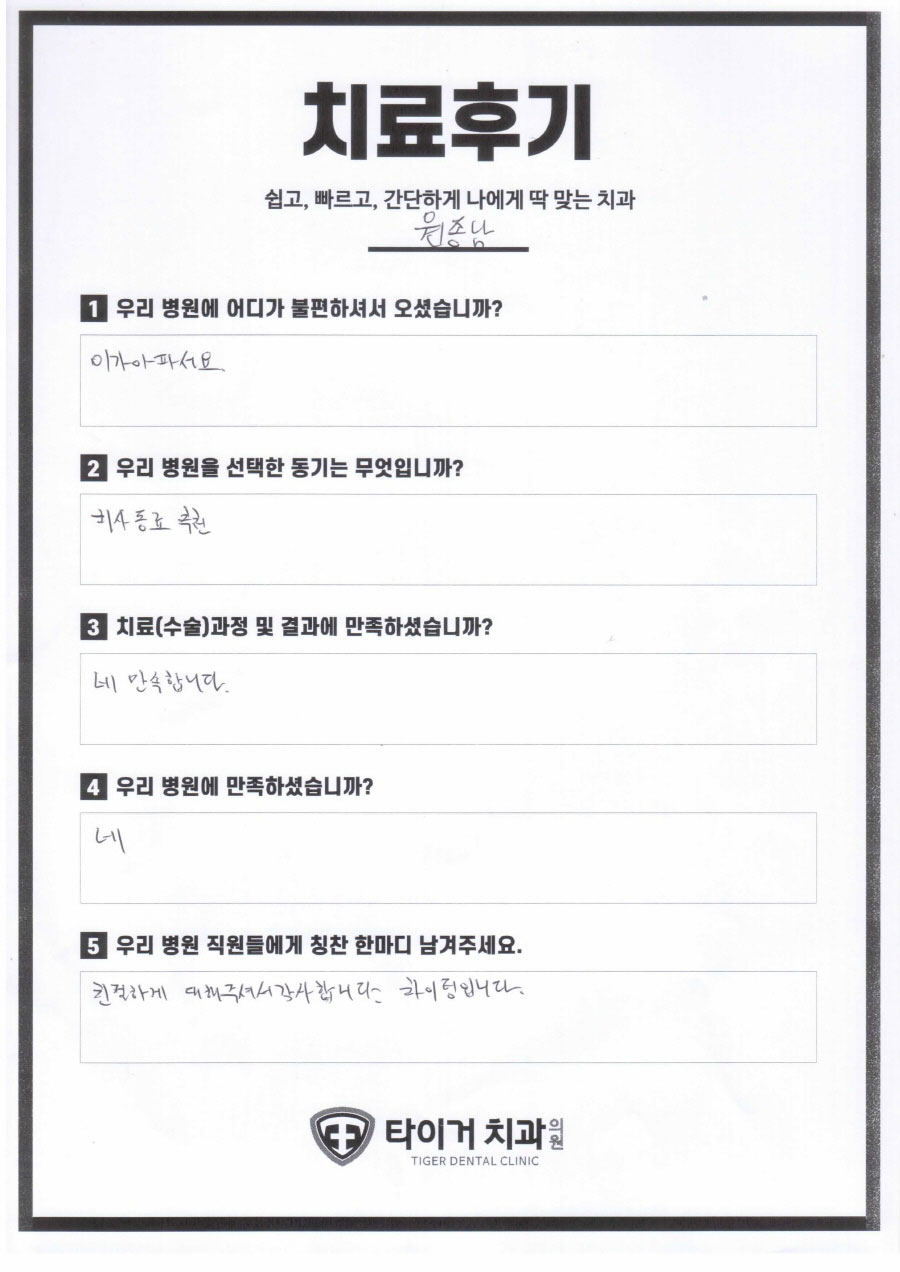 치료후기
쉽고, 빠르고, 간단하게 나에게 딱 맞는 치과
원종남
1 우리 병원에 어디가 불편하셔서 오셨습니까?
이가아파서요.
2 우리 병원을 선택한 동기는 무엇입니까?
회사동료 추천
3 치료(수술)과정 및 결과에 만족하셨습니까?
네 만족합니다.
4 우리 병원에 만족하셨습니까?
네
5 우리 병원 직원들에게 칭찬 한마디 남겨주세요.
친절하게 대해주셔서감사합니다 화이팅입니다.
타이거 치과의원
TIGER DENTAL CLINIC